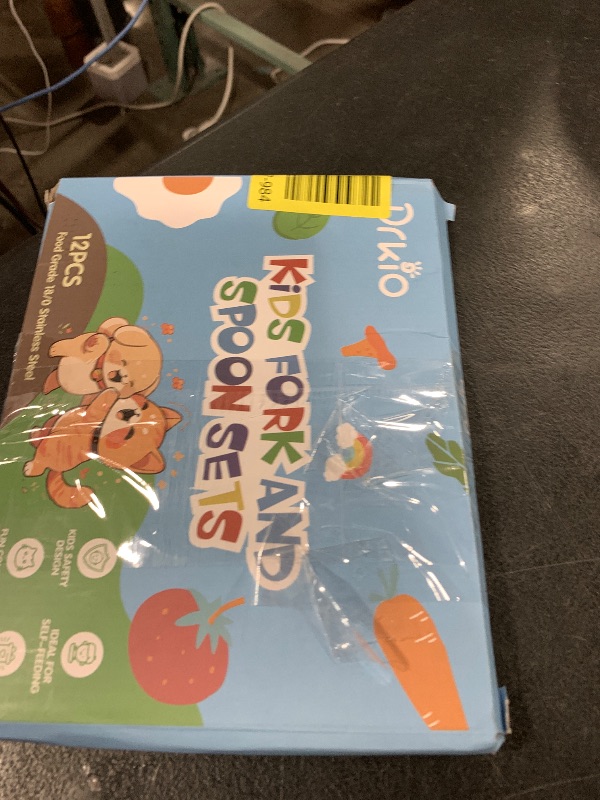 Orkio
-984
KiDS FORK AND
SPOON SETS
12PCS
Food Grade 18/0 Stainless Steel
KIDS SAFETY
DESIGN
IDEAL FOR
SELF-FEEDING